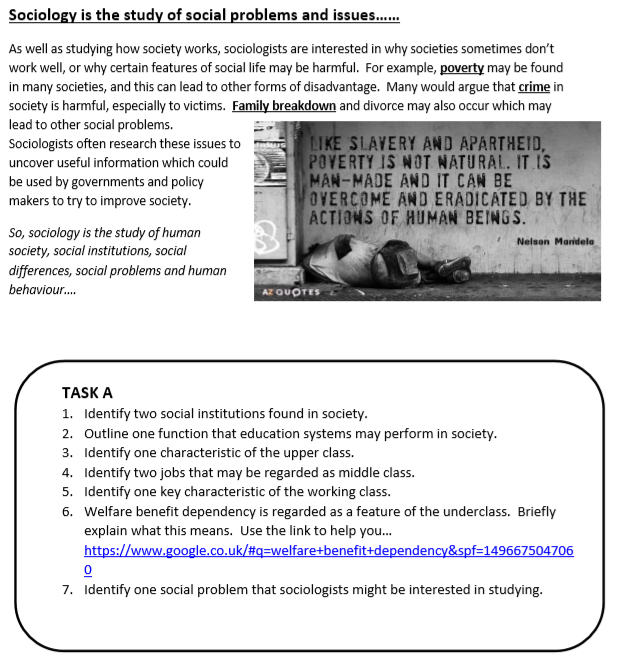 Sociology is the study of social problems and issues……
As well as studying how society works, sociologists are interested in why societies sometimes don’t
work well, or why certain features of social life may be harmful.  For example, poverty may be found
in many societies, and this can lead to other forms of disadvantage.  Many would argue that crime in
society is harmful, especially to victims.  Family breakdown and divorce may also occur which may
lead to other social problems.
Sociologists often research these issues to
uncover useful information which could
be used by governments and policy
makers to try to improve society.
So, sociology is the study of human
society, social institutions, social
differences, social problems and human
behaviour….
LIKE SLAVERY AND APARTHEID,
POVERTY IS NOT NATURAL. IT IS
MAN-MADE AND IT CAN BE
OVERCOME AND ERADICATED BY THE
ACTIONS OF HUMAN BEINGS.
Nelson Mandela
AZ QUOTES
TASK A
1. Identify two social institutions found in society.
2. Outline one function that education systems may perform in society.
3. Identify one characteristic of the upper class.
4. Identify two jobs that may be regarded as middle class.
5. Identify one key characteristic of the working class.
6. Welfare benefit dependency is regarded as a feature of the underclass.  Briefly
explain what this means.  Use the link to help you…
https://www.google.co.uk/#q=welfare+benefit+dependency&spf=149667504706
0
7. Identify one social problem that sociologists might be interested in studying.